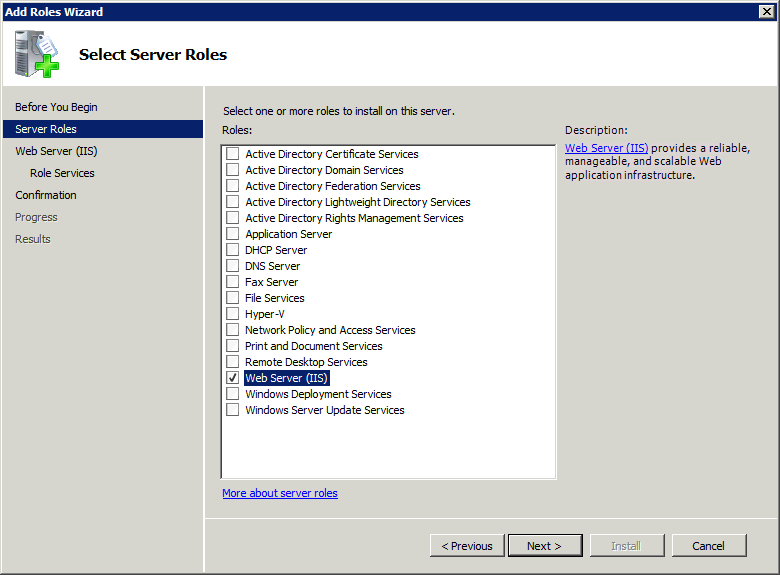 Add Roles Wizard
Select Server Roles
Before You Begin
Server Roles
Web Server (IIS)
Role Services
Confirmation
Progress
Results
Select one or more roles to install on this server.
Roles:
Active Directory Certificate Services
Active Directory Domain Services
Active Directory Federation Services
Active Directory Lightweight Directory Services
Active Directory Rights Management Services
Application Server
DHCP Server
DNS Server
Fax Server
File Services
Hyper-V
Network Policy and Access Services
Print and Document Services
Remote Desktop Services
Web Server (IIS)
Windows Deployment Services
Windows Server Update Services
More about server roles
Description:
Web Server (IIS) provides a reliable,
manageable, and scalable Web
application infrastructure.
< Previous
Next >
Install
Cancel